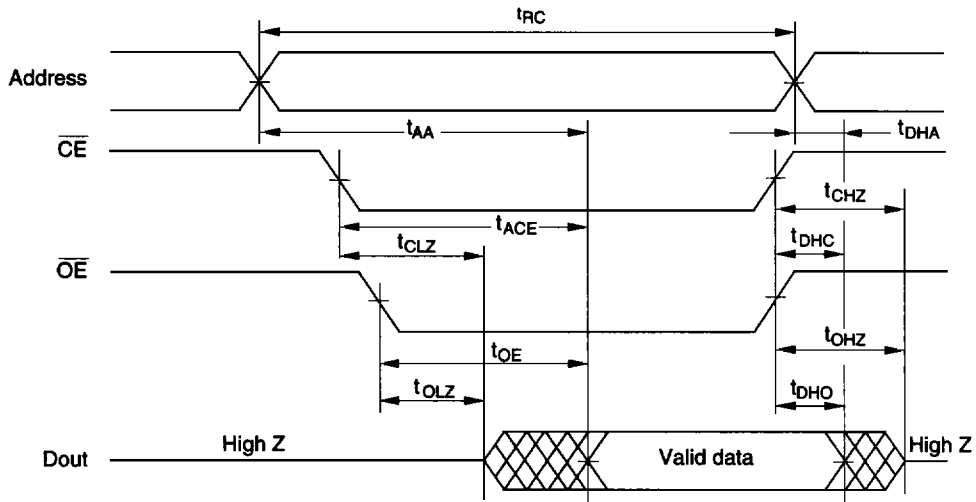 tRC
Address
tAA
tDHA
CE
tCHZ
tACE
tCLZ
tDHC
OE
tOE
tOHZ
tOLZ
tDHO
High Z
Valid data
High Z
Dout